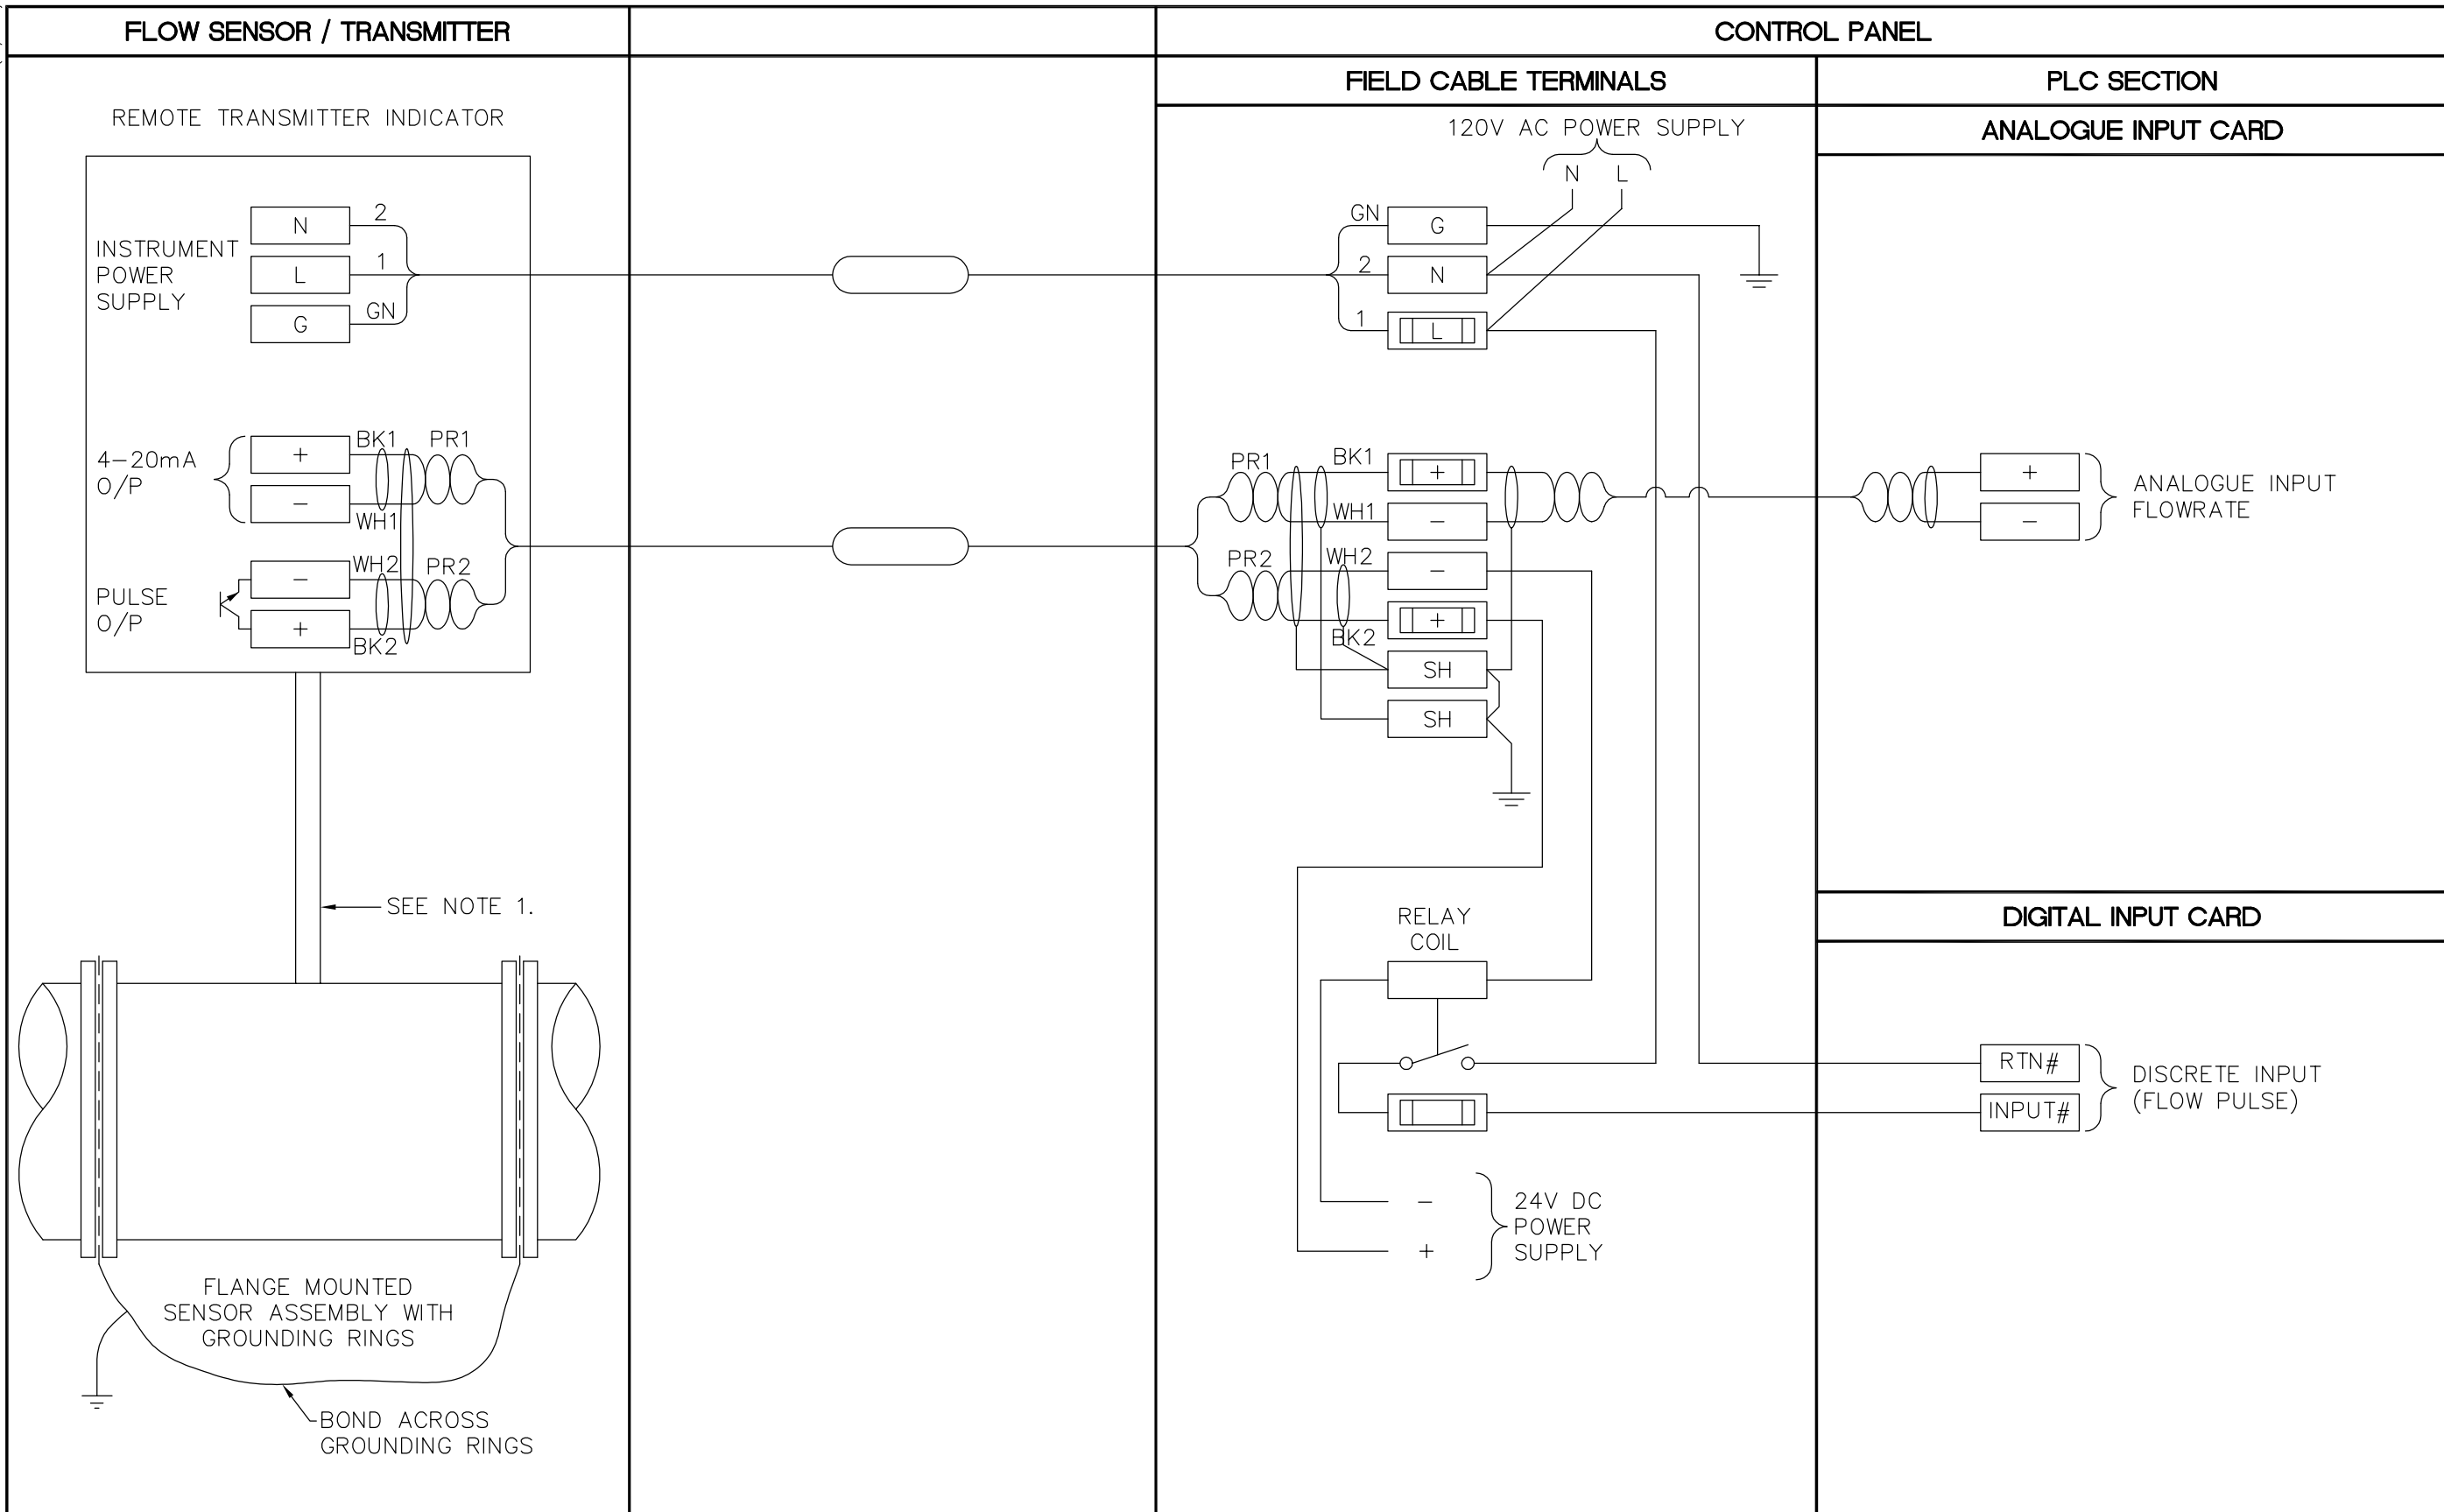 FLOW SENSOR / TRANSMITTER
CONTROL PANEL
FIELD CABLE TERMINALS
PLC SECTION
ANALOGUE INPUT CARD
REMOTE TRANSMITTER INDICATOR
INSTRUMENT
POWER
SUPPLY
N
2
L
1
G
GN
4-20mA
O/P
+
BK1
PR1
-
WH1
PULSE
O/P
-
WH2
PR2
+
BK2
SEE NOTE 1.
FLANGE MOUNTED
SENSOR ASSEMBLY WITH
GROUNDING RINGS
BOND ACROSS
GROUNDING RINGS
120V AC POWER SUPPLY
N L
GN
G
2
N
1
L
PR1
BK1
+
WH1
-
PR2
WH2
-
+
BK2
SH
SH
RELAY
COIL
-
+
24V DC
POWER
SUPPLY
+
-
ANALOGUE INPUT
FLOWRATE
DIGITAL INPUT CARD
RTN#
INPUT#
DISCRETE INPUT
(FLOW PULSE)